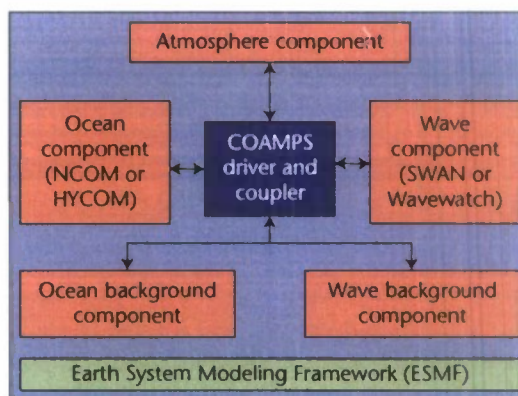 Atmosphere component
Ocean
component
(NCOM or
HYCOM)
COAMPS
driver and
coupler
Wave
component
(SWAN or
Wavewatch)
Ocean background
component
Wave background
component
Earth System Modeling Framework (ESMF)